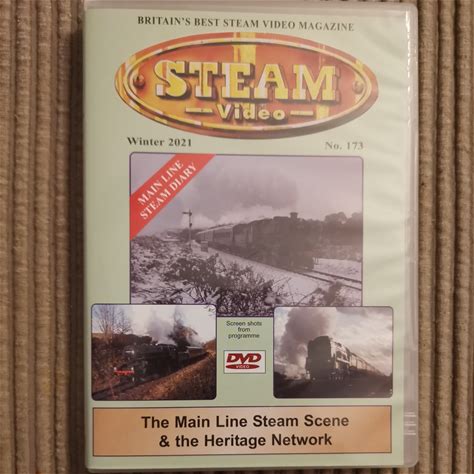 BRITAIN'S BEST STEAM VIDEO MAGAZINE
STEAM
Video
Winter 2021
No. 173
MAIN LINE
STEAM DIARY
Screen shots
from
programme
DVD
VIDEO
The Main Line Steam Scene
& the Heritage Network